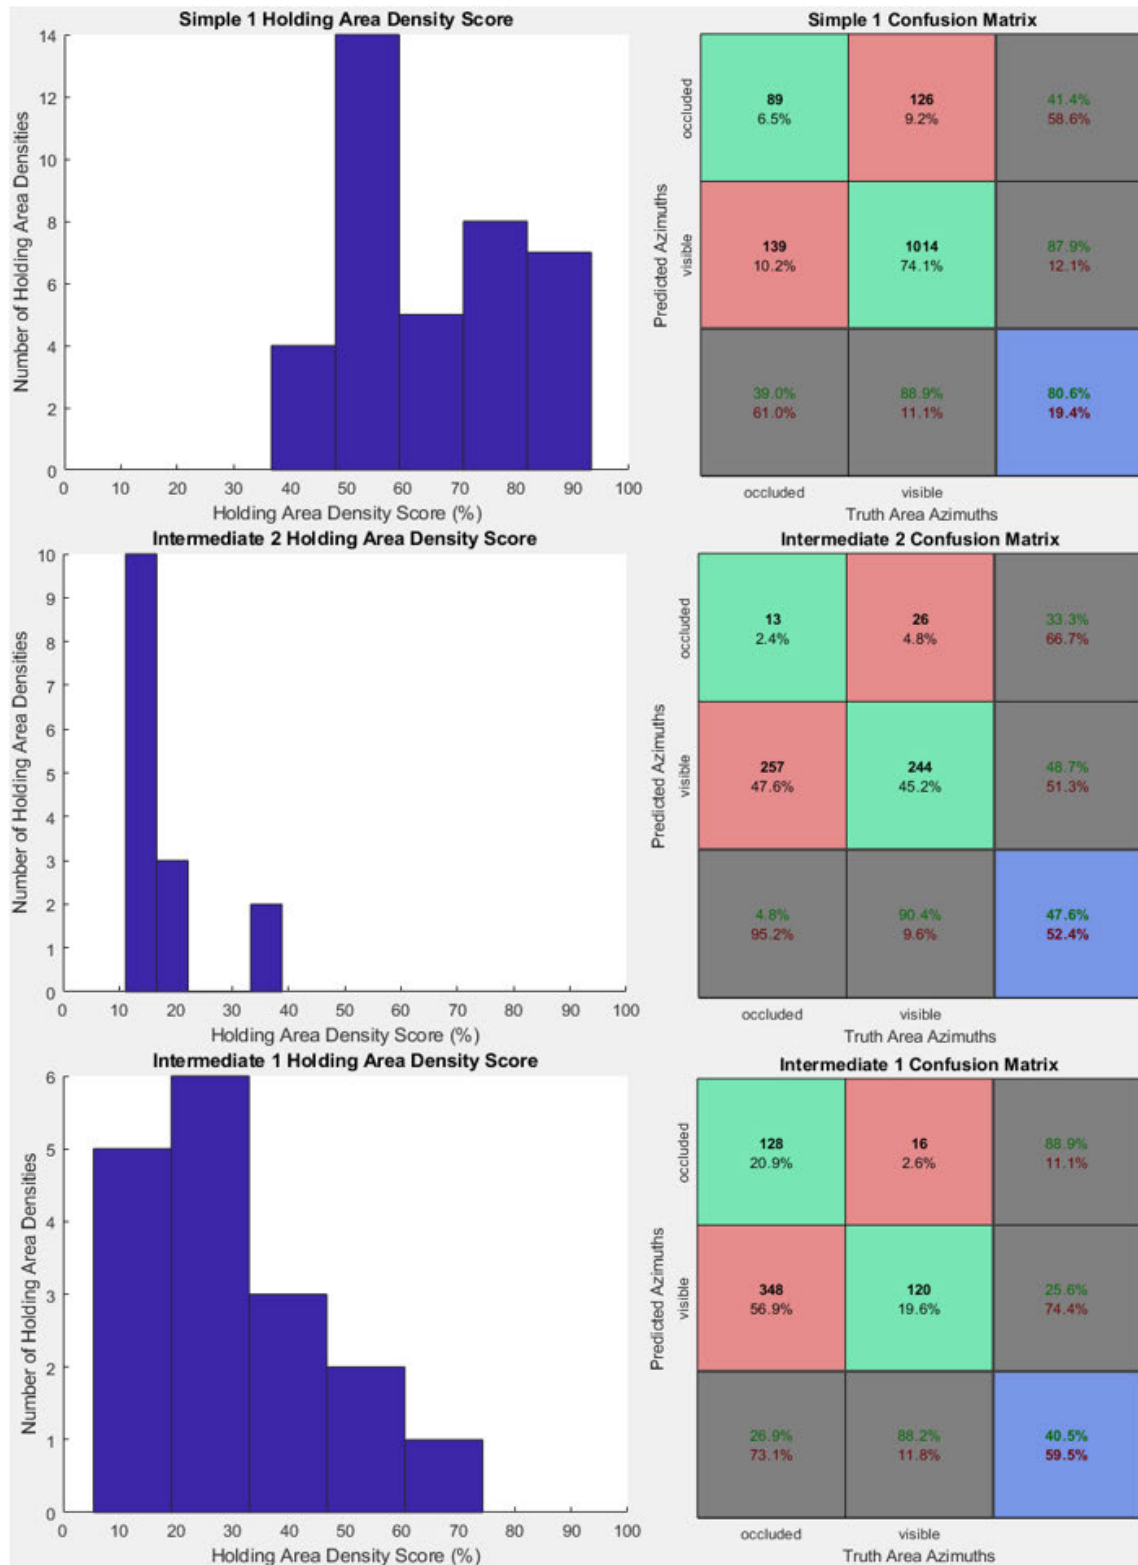 Simple 1 Holding Area Density Score
Number of Holding Area Densities
14
12
10
8
6
4
2
0
0 10 20 30 40 50 60 70 80 90 100
Holding Area Density Score (%)
Simple 1 Confusion Matrix
Predicted Azimuths
occluded
visible
89 126 41.4%
6.5% 9.2% 58.6%
139 1014 87.9%
10.2% 74.1% 12.1%
39.0% 88.9% 80.6%
61.0% 11.1% 19.4%
occluded visible
Truth Area Azimuths
Intermediate 2 Holding Area Density Score
Number of Holding Area Densities
10
9
8
7
6
5
4
3
2
1
0
0 10 20 30 40 50 60 70 80 90 100
Holding Area Density Score (%)
Intermediate 2 Confusion Matrix
Predicted Azimuths
occluded
visible
13 26 33.3%
2.4% 4.8% 66.7%
257 244 48.7%
47.6% 45.2% 51.3%
4.8% 90.4% 47.6%
95.2% 9.6% 52.4%
occluded visible
Truth Area Azimuths
Intermediate 1 Holding Area Density Score
Number of Holding Area Densities
6
5
4
3
2
1
0
0 10 20 30 40 50 60 70 80 90 100
Holding Area Density Score (%)
Intermediate 1 Confusion Matrix
Predicted Azimuths
occluded
visible
128 16 88.9%
20.9% 2.6% 11.1%
348 120 25.6%
56.9% 19.6% 74.4%
26.9% 88.2% 40.5%
73.1% 11.8% 59.5%
occluded visible
Truth Area Azimuths